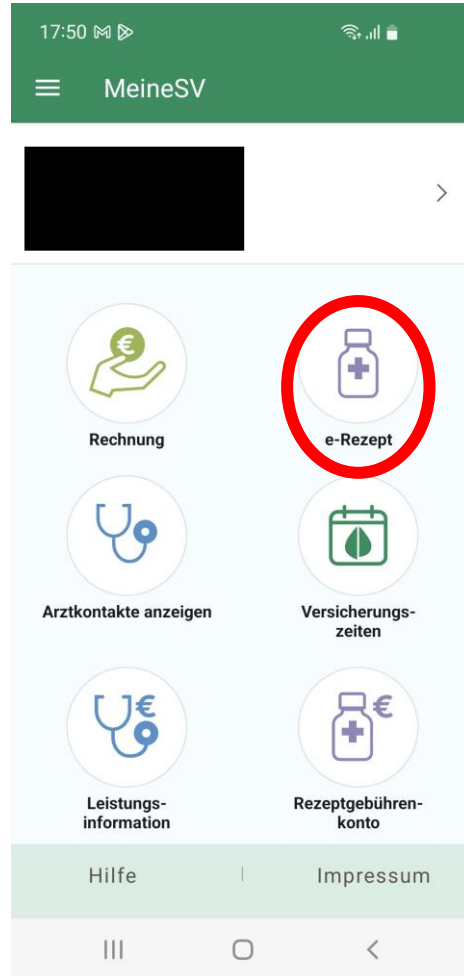 17:50
MeineSV
Rechnung
e-Rezept
Arztkontakte anzeigen
Versicherungs-
zeiten
Leistungs-
information
Rezeptgebühren-
konto
Hilfe
Impressum